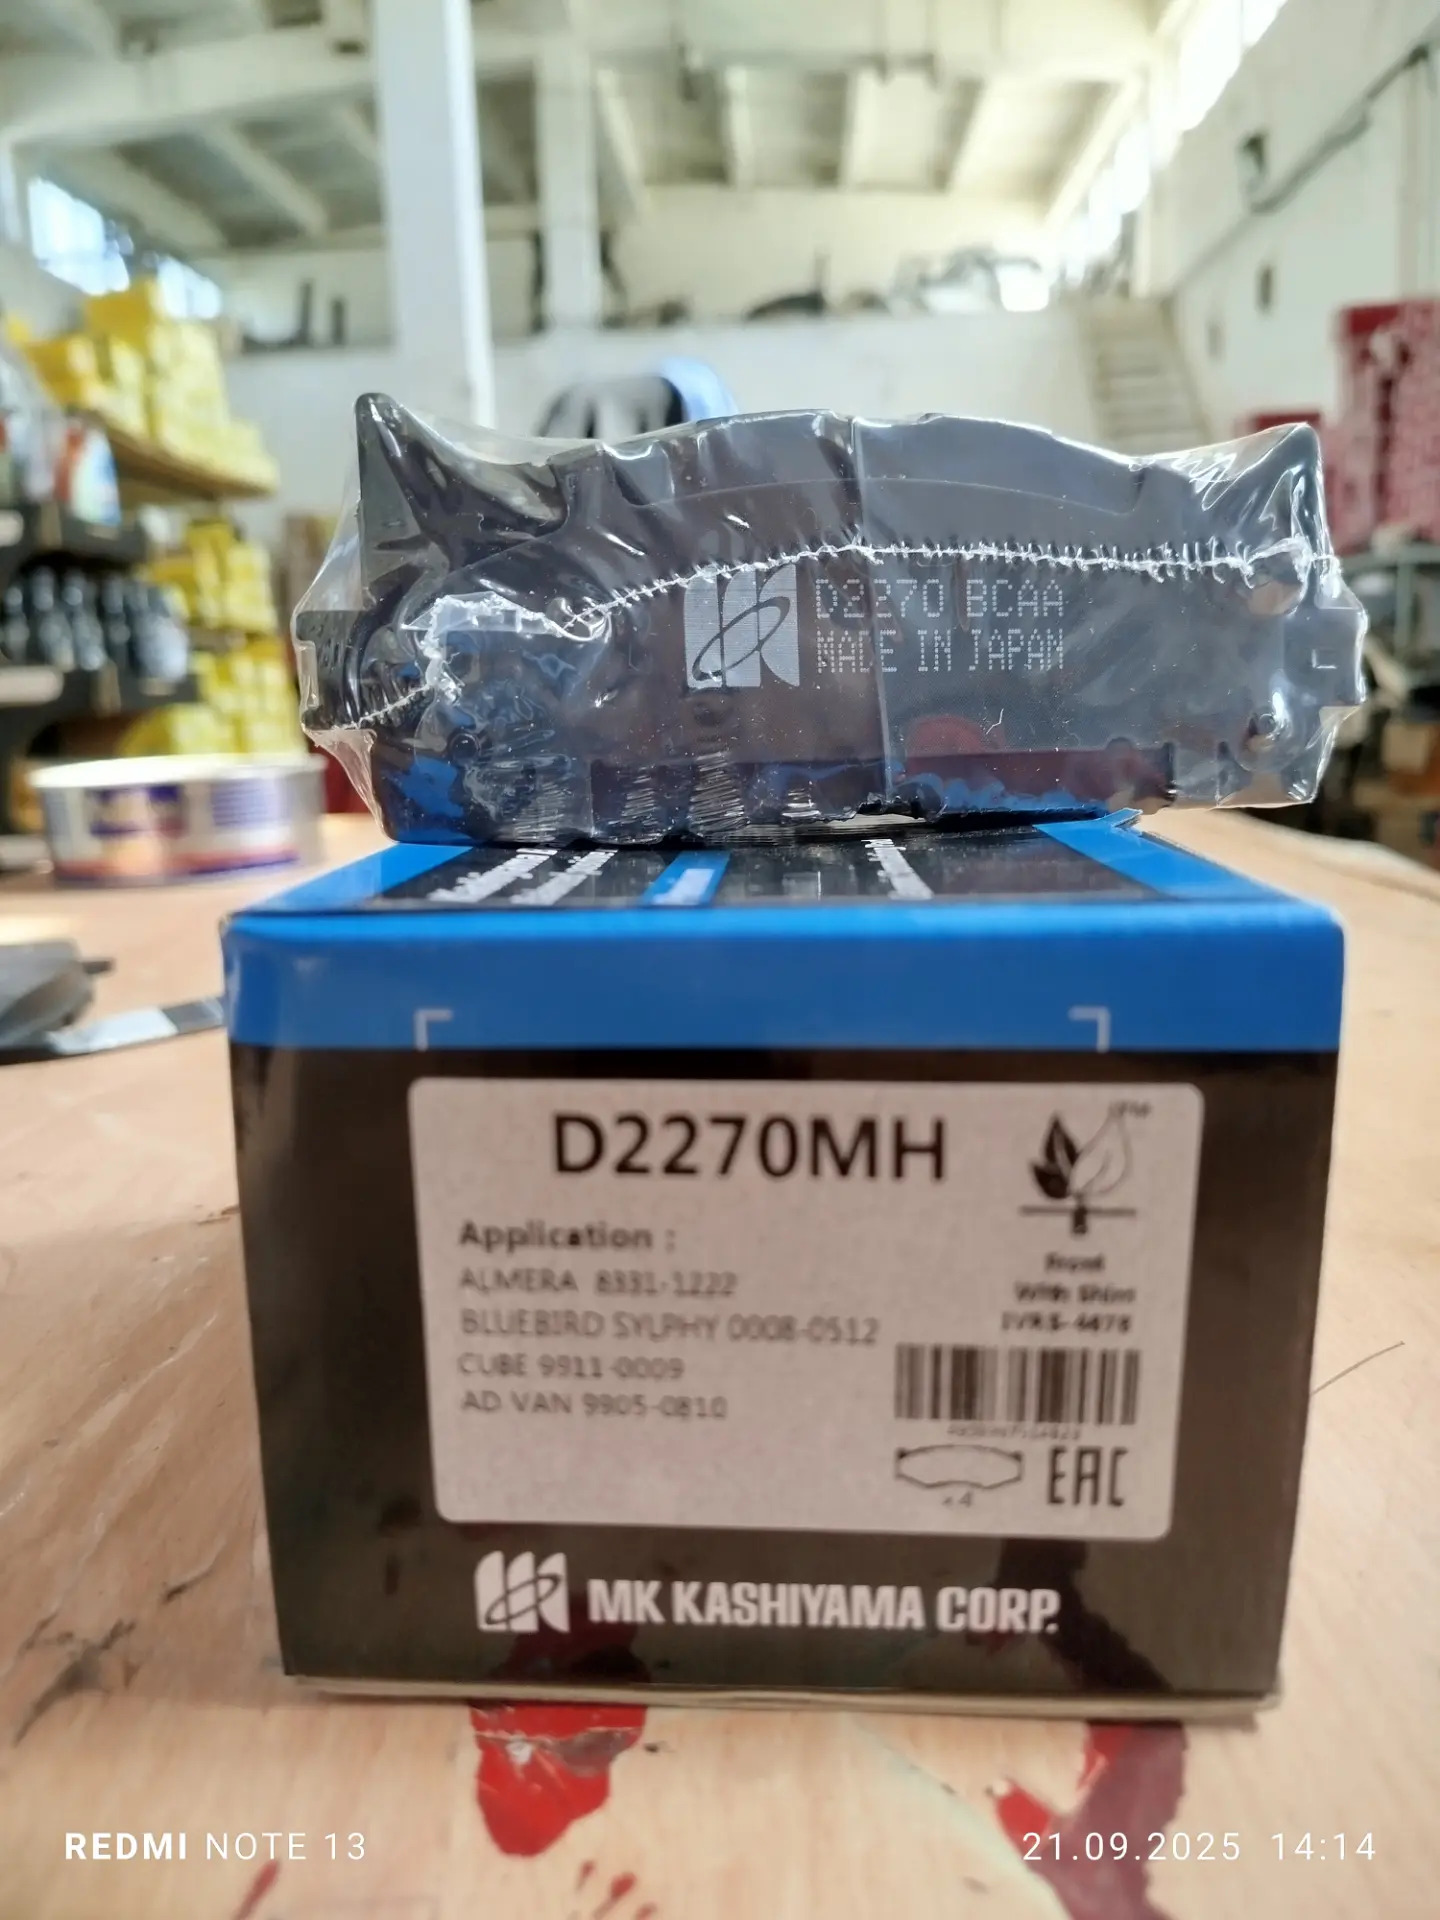 D2270 BCAA
MADE IN JAPAN
D2270MH
Application :
ALMERA 8331-1222
BLUEBIRD SYLPHY 0008-0512
CUBE 9911-0009
AD VAN 9905-0810
Front
With Shim
x4
EAC
MK KASHIYAMA CORP.
REDMI NOTE 13
21.09.2025 14:14